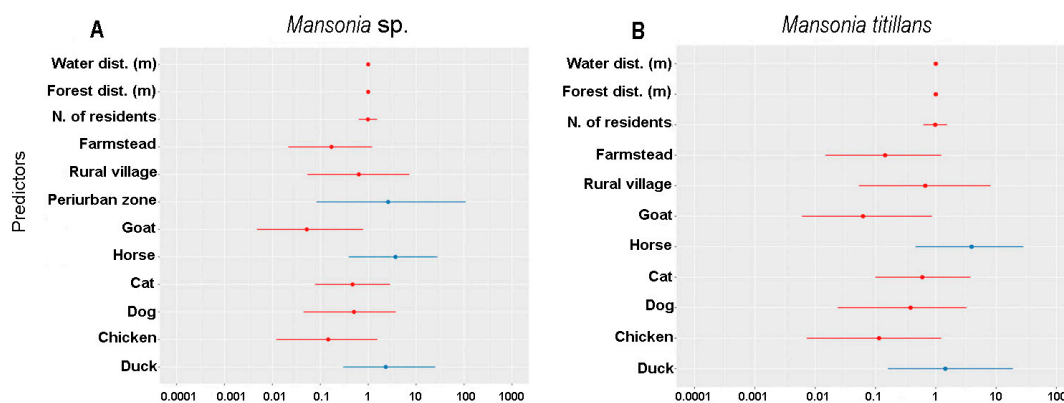 A
Mansonia sp.
Predictors
Water dist. (m)
Forest dist. (m)
N. of residents
Farmstead
Rural village
Periurban zone
Goat
Horse
Cat
Dog
Chicken
Duck
0.0001 0.001 0.01 0.1 1 10 100 1000
B
Mansonia titillans
Water dist. (m)
Forest dist. (m)
N. of residents
Farmstead
Rural village
Goat
Horse
Cat
Dog
Chicken
Duck
0.0001 0.001 0.01 0.1 1 10 100